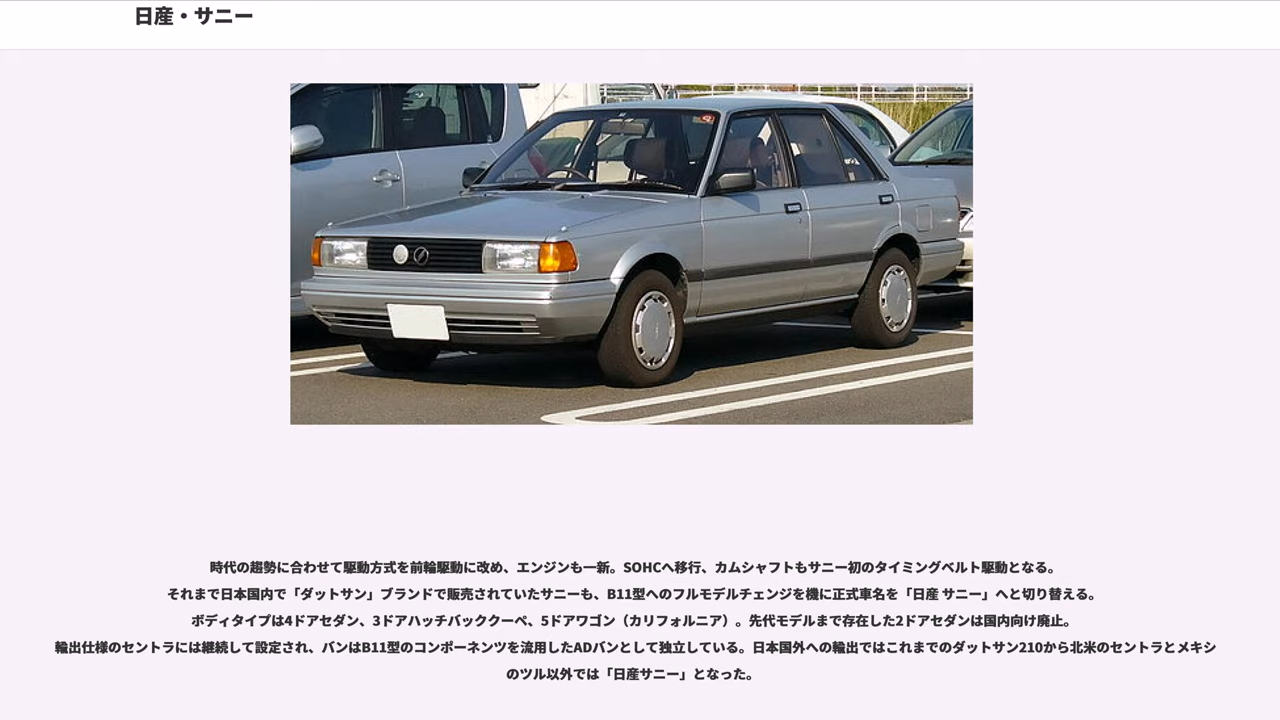 日産・サニー
時代の趨勢に合わせて駆動方式を前輪駆動に改め、エンジンも一新。SOHCへ移行、カムシャフトもサニー初のタイミングベルト駆動となる。
それまで日本国内で「ダットサン」ブランドで販売されていたサニーも、B11型へのフルモデルチェンジを機に正式車名を「日産 サニー」へと切り替える。
ボディタイプは4ドアセダン、3ドアハッチバッククーペ、5ドアワゴン（カリフォルニア）。先代モデルまで存在した2ドアセダンは国内向け廃止。
輸出仕様のセントラには継続して設定され、バンはB11型のコンポーネンツを流用したADバンとして独立している。日本国外への輸出ではこれまでのダットサン210から北米のセントラとメキシ
のツル以外では「日産サニー」となった。